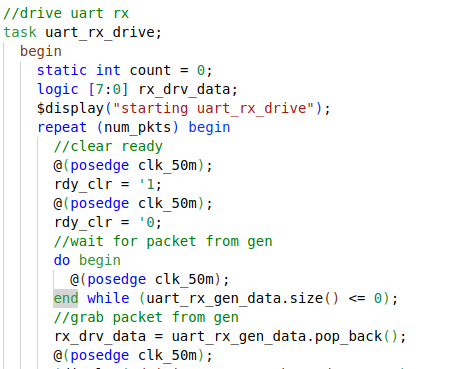 //drive uart rx
task uart_rx_drive;
begin
static int count = 0;
logic [7:0] rx_drv_data;
$display("starting uart_rx_drive");
repeat (num_pkts) begin
//clear ready
@(posedge clk_50m);
rdy_clr = '1;
@(posedge clk_50m);
rdy_clr = '0;
//wait for packet from gen
do begin
@(posedge clk_50m);
end while (uart_rx_gen_data.size() <= 0);
//grab packet from gen
rx_drv_data = uart_rx_gen_data.pop_back();
@(posedge clk_50m);